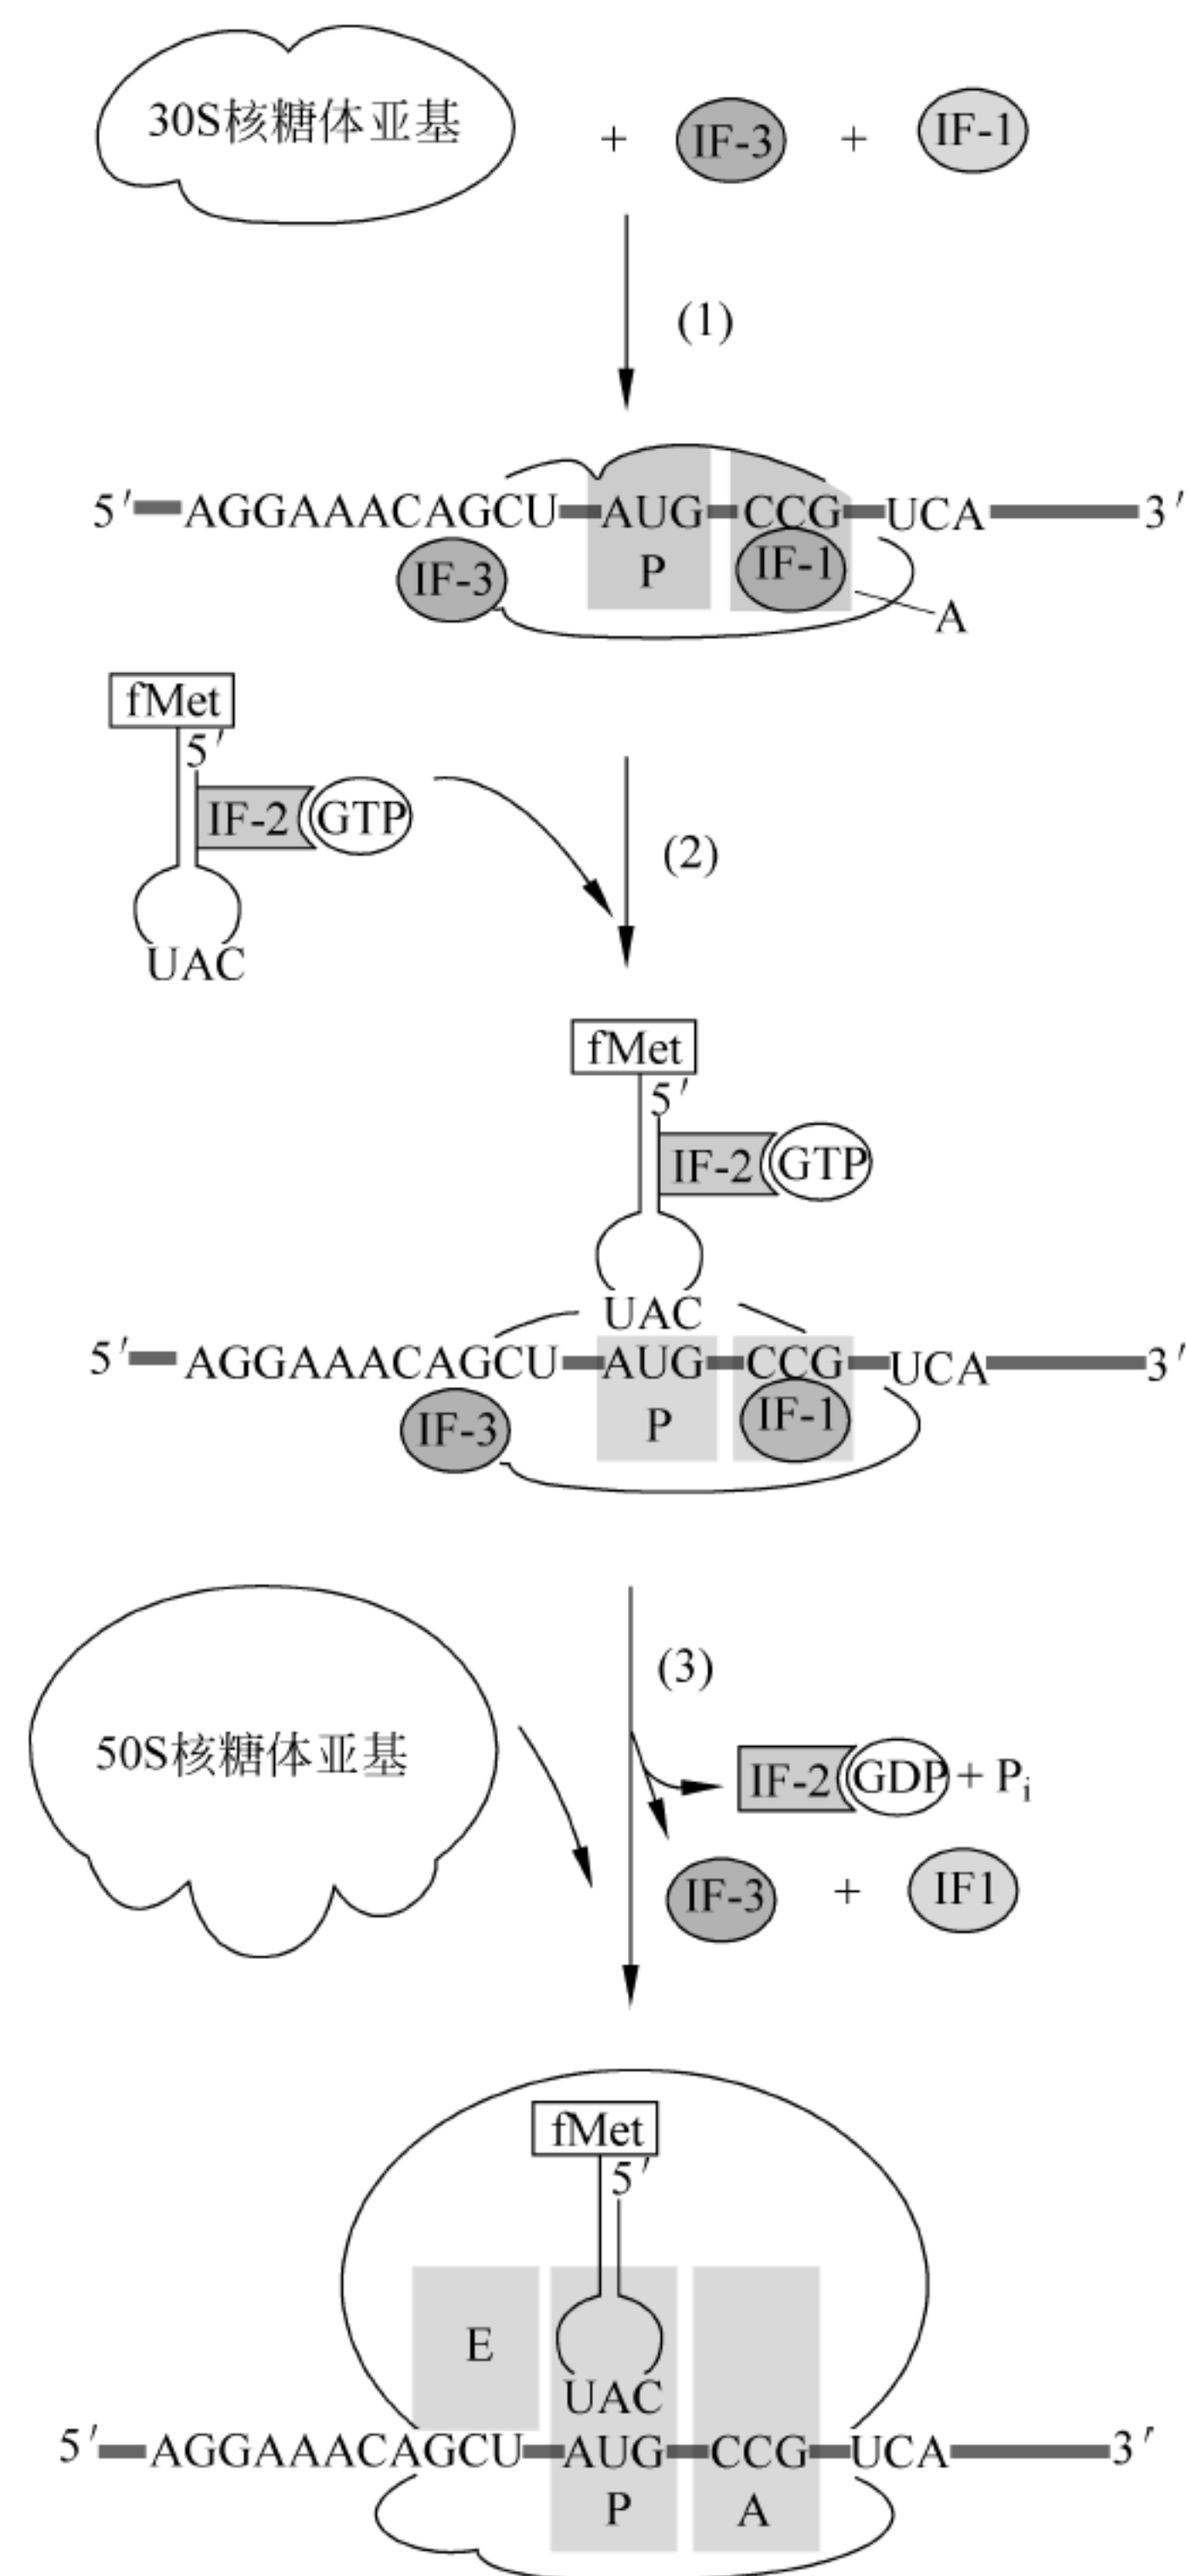 30S核糖体亚基 + IF-3 + IF-1
(1)
5′ AGGAAACAGCU AUG CCG UCA 3′
IF-3 P IF-1
A
fMet
5′
IF-2 GTP
(2)
UAC
fMet
5′
IF-2 GTP
UAC
5′ AGGAAACAGCU AUG CCG UCA 3′
IF-3 P IF-1
(3)
50S核糖体亚基
IF-2 GDP + Pi
IF-3 + IF1
fMet
5′
E
UAC
5′ AGGAAACAGCU AUG CCG UCA 3′
P A